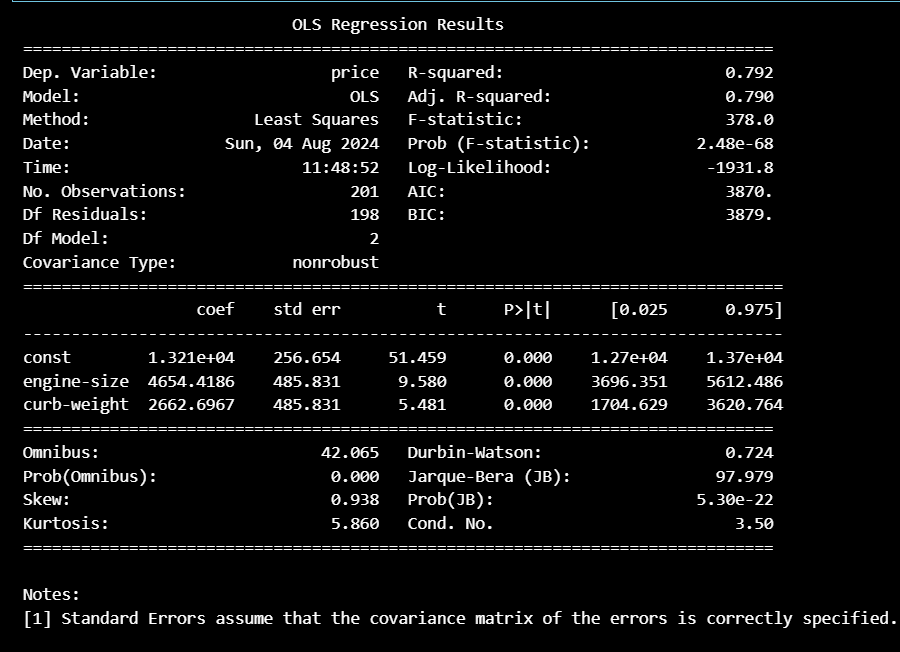 OLS Regression Results
==============================================================================
Dep. Variable: price R-squared: 0.792
Model: OLS Adj. R-squared: 0.790
Method: Least Squares F-statistic: 378.0
Date: Sun, 04 Aug 2024 Prob (F-statistic): 2.48e-68
Time: 11:48:52 Log-Likelihood: -1931.8
No. Observations: 201 AIC: 3870.
Df Residuals: 198 BIC: 3879.
Df Model: 2
Covariance Type: nonrobust
===============================================================================
coef std err t P>|t| [0.025 0.975]
-------------------------------------------------------------------------------
const 1.321e+04 256.654 51.459 0.000 1.27e+04 1.37e+04
engine-size 4654.4186 485.831 9.580 0.000 3696.351 5612.486
curb-weight 2662.6967 485.831 5.481 0.000 1704.629 3620.764
==============================================================================
Omnibus: 42.065 Durbin-Watson: 0.724
Prob(Omnibus): 0.000 Jarque-Bera (JB): 97.979
Skew: 0.938 Prob(JB): 5.30e-22
Kurtosis: 5.860 Cond. No. 3.50
==============================================================================
Notes:
[1] Standard Errors assume that the covariance matrix of the errors is correctly specified.